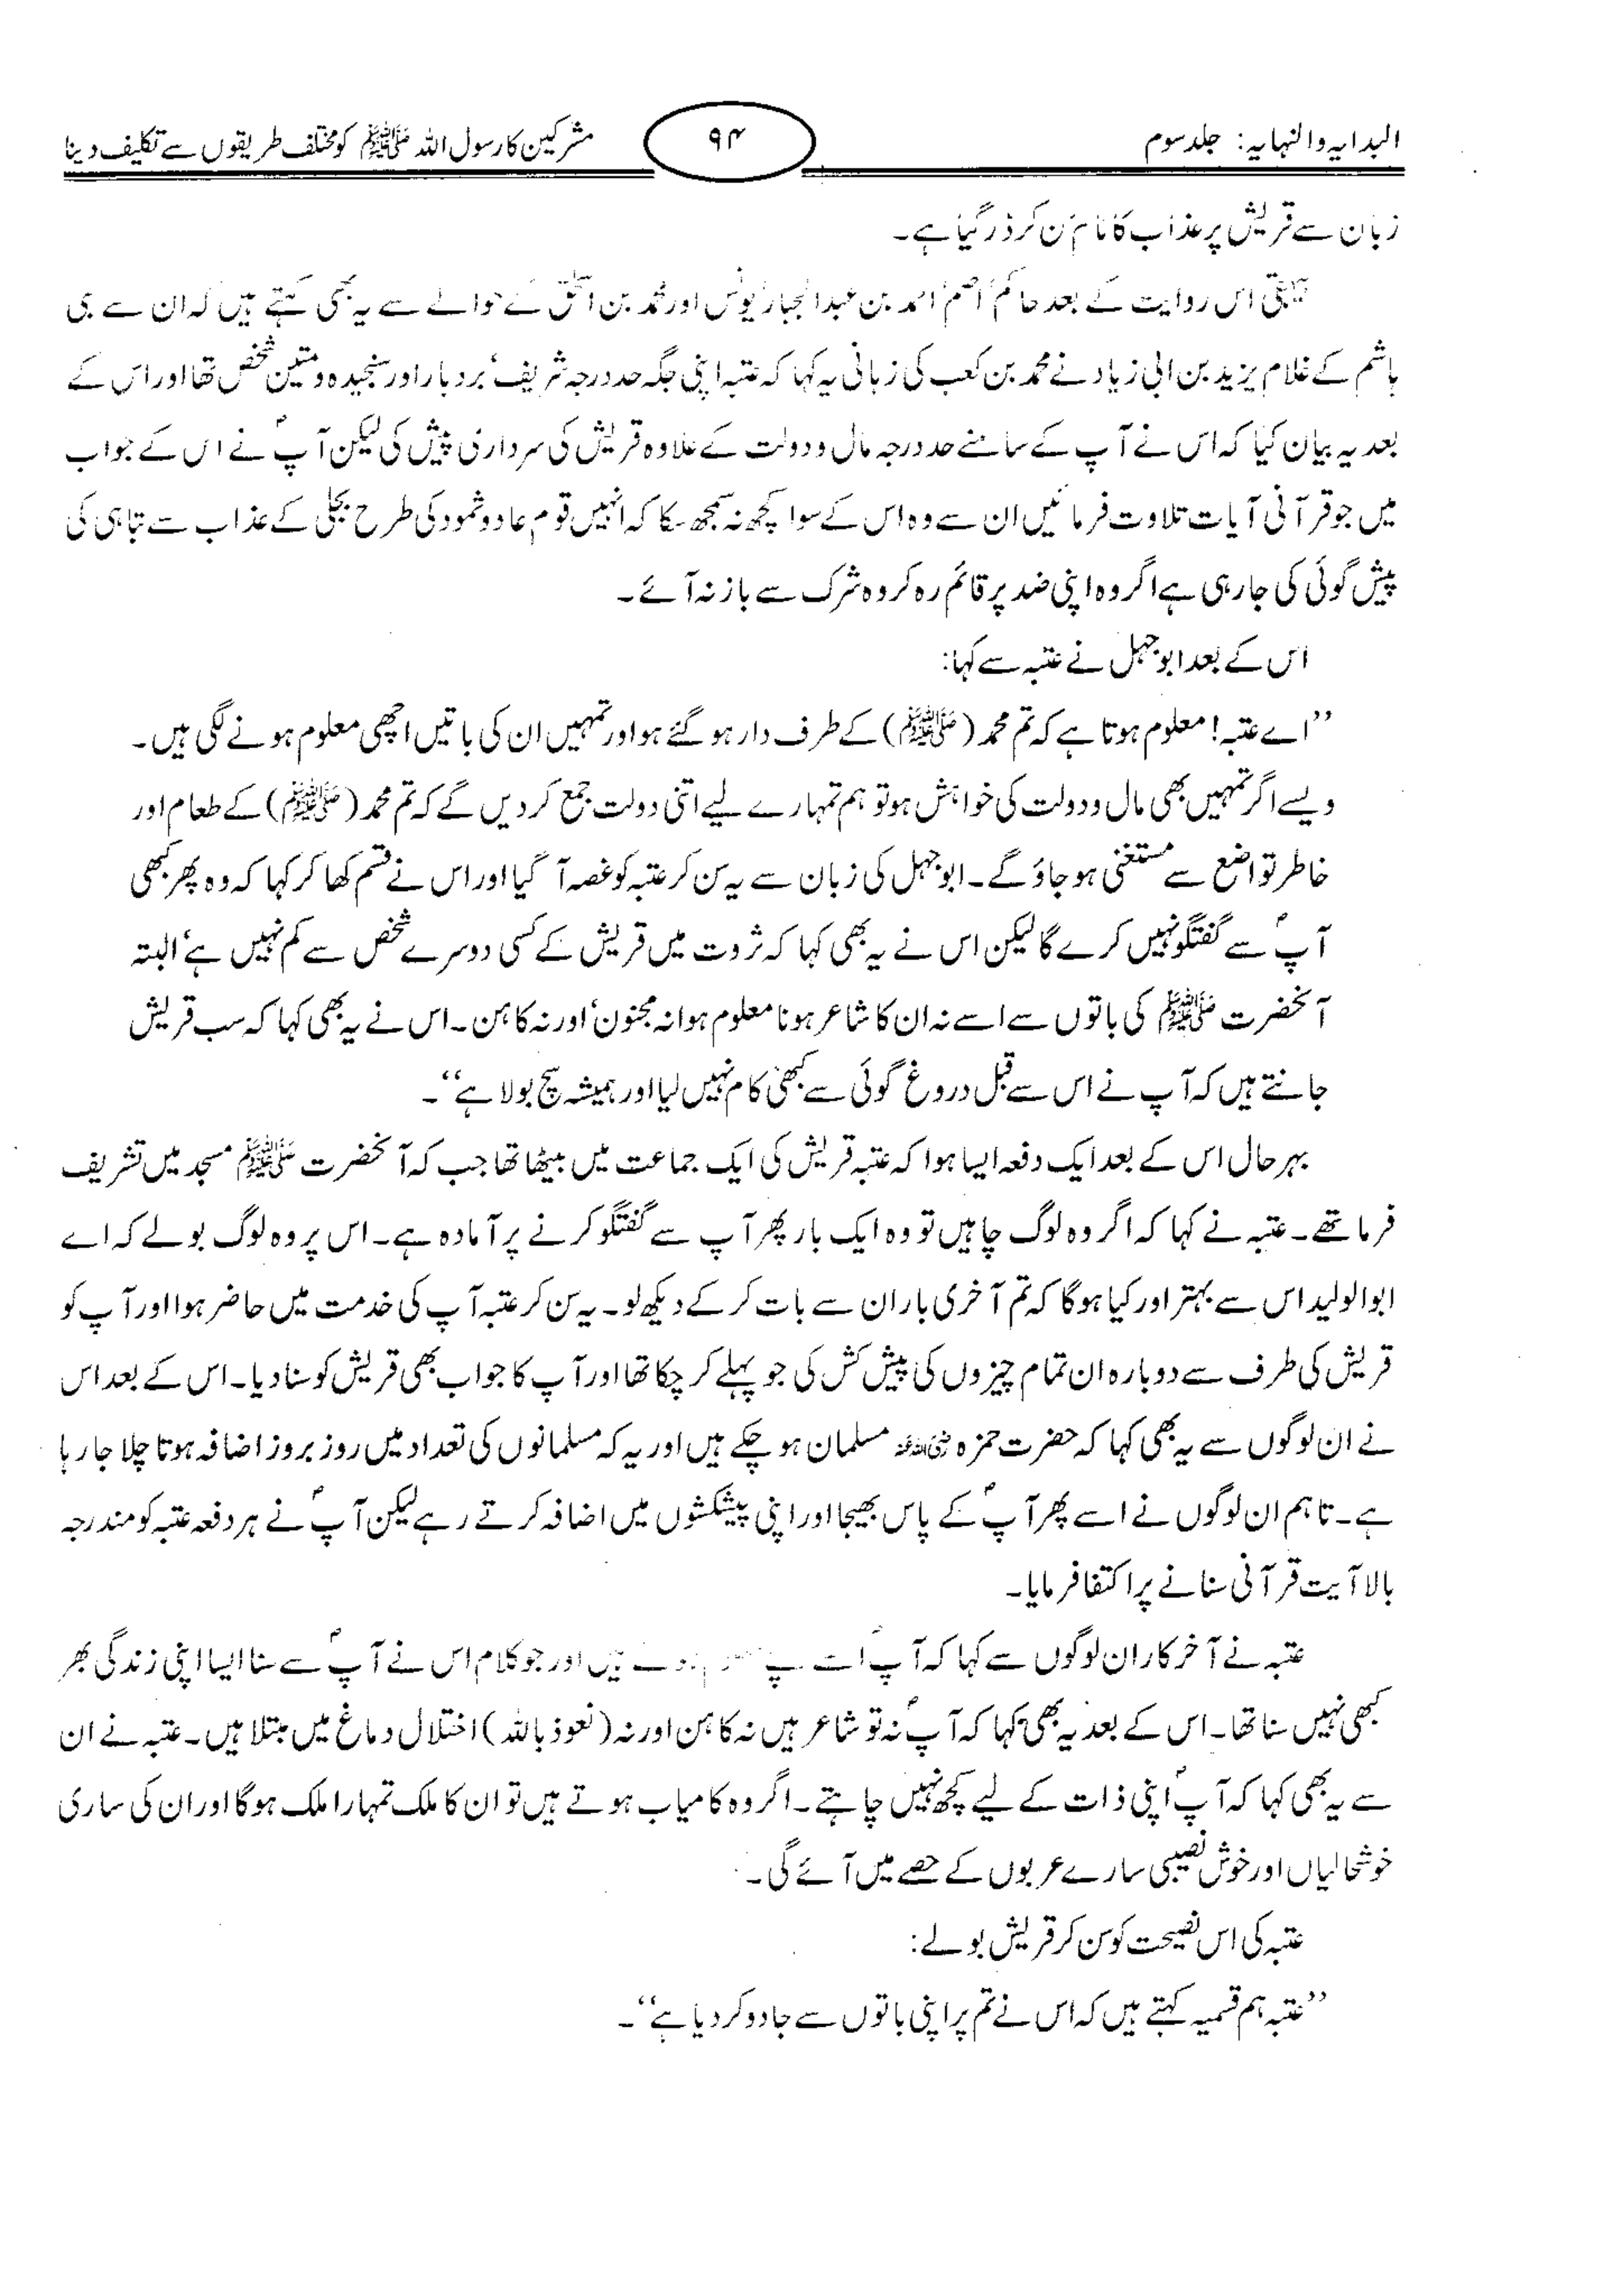 البدایہ والنہایہ: جلد سوم
۹۴
مشرکین کا رسول اللہ ﷺ کو مختلف طریقوں سے تکلیف دینا
زبان سے قریش پر عذاب کا نام سن کر ڈر گیا ہے۔
بیہقی اس روایت کے بعد حاکم، اصم، احمد بن عبدالجبار، یونس اور محمد بن اسحٰق کے حوالے سے یہ بھی کہتے ہیں کہ ان سے بنی
ہاشم کے غلام یزید بن ابی زیاد نے محمد بن کعب کی زبانی یہ کہا کہ عتبہ اپنی جگہ حد درجہ شریف، بردبار اور سنجیدہ و متین شخص تھا اور اس کے
بعد یہ بیان کیا کہ اس نے آپ کے سامنے حد درجہ مال و دولت کے علاوہ قریش کی سرداری پیش کی لیکن آپؐ نے اس کے جواب
میں جو قرآنی آیات تلاوت فرمائیں ان سے وہ اس کے سوا کچھ نہ سمجھ سکا کہ انہیں قوم عاد و ثمود کی طرح بجلی کے عذاب سے تباہی کی
پیش گوئی کی جا رہی ہے اگر وہ اپنی ضد پر قائم رہ کر وہ شرک سے باز نہ آئے۔
اس کے بعد ابوجہل نے عتبہ سے کہا:
’’اے عتبہ! معلوم ہوتا ہے کہ تم محمد (ﷺ) کے طرف دار ہو گئے ہو اور تمہیں ان کی باتیں اچھی معلوم ہونے لگی ہیں۔
ویسے اگر تمہیں بھی مال و دولت کی خواہش ہو تو ہم تمہارے لیے اتنی دولت جمع کر دیں گے کہ تم محمد (ﷺ) کے طعام اور
خاطر تواضع سے مستغنی ہو جاؤ گے۔ ابوجہل کی زبان سے یہ سن کر عتبہ کو غصہ آ گیا اور اس نے قسم کھا کر کہا کہ وہ پھر کبھی
آپؐ سے گفتگو نہیں کرے گا لیکن اس نے یہ بھی کہا کہ ثروت میں قریش کے کسی دوسرے شخص سے کم نہیں ہے، البتہ
آنحضرت ﷺ کی باتوں سے اسے نہ ان کا شاعر ہونا معلوم ہوا نہ مجنون، اور نہ کاہن۔ اس نے یہ بھی کہا کہ سب قریش
جانتے ہیں کہ آپ نے اس سے قبل دروغ گوئی سے کبھی کام نہیں لیا اور ہمیشہ سچ بولا ہے‘‘۔
بہرحال اس کے بعد ایک دفعہ ایسا ہوا کہ عتبہ قریش کی ایک جماعت میں بیٹھا تھا جب کہ آنحضرت ﷺ مسجد میں تشریف
فرما تھے۔ عتبہ نے کہا کہ اگر وہ لوگ چاہیں تو وہ ایک بار پھر آپ سے گفتگو کرنے پر آمادہ ہے۔ اس پر وہ لوگ بولے کہ اے
ابوالولید اس سے بہتر اور کیا ہوگا کہ تم آخری بار ان سے بات کر کے دیکھ لو۔ یہ سن کر عتبہ آپ کی خدمت میں حاضر ہوا اور آپ کو
قریش کی طرف سے دوبارہ ان تمام چیزوں کی پیش کش کی جو پہلے کر چکا تھا اور آپ کا جواب بھی قریش کو سنا دیا۔ اس کے بعد اس
نے ان لوگوں سے یہ بھی کہا کہ حضرت حمزہ رضی اللہ عنہ مسلمان ہو چکے ہیں اور یہ کہ مسلمانوں کی تعداد میں روز بروز اضافہ ہوتا چلا جا رہا
ہے۔ تاہم ان لوگوں نے اسے پھر آپؐ کے پاس بھیجا اور اپنی پیشکشوں میں اضافہ کرتے رہے لیکن آپؐ نے ہر دفعہ عتبہ کو مندرجہ
بالا آیت قرآنی سنانے پر اکتفا فرمایا۔
عتبہ نے آخر کار ان لوگوں سے کہا کہ آپؐ ہیں اور جو کلام اس نے آپؐ سے سنا ایسا اپنی زندگی بھر
کبھی نہیں سنا تھا۔ اس کے بعد یہ بھی کہا کہ آپؐ نہ تو شاعر ہیں نہ کاہن اور نہ (نعوذ باللہ) اختلال دماغ میں مبتلا ہیں۔ عتبہ نے ان
سے یہ بھی کہا کہ آپؐ اپنی ذات کے لیے کچھ نہیں چاہتے۔ اگر وہ کامیاب ہوتے ہیں تو ان کا ملک تمہارا ملک ہوگا اور ان کی ساری
خوشحالیاں اور خوش نصیبی سارے عربوں کے حصے میں آئے گی۔
عتبہ کی اس نصیحت کو سن کر قریش بولے:
’’عتبہ ہم قسمیہ کہتے ہیں کہ اس نے تم پر اپنی باتوں سے جادو کر دیا ہے‘‘۔